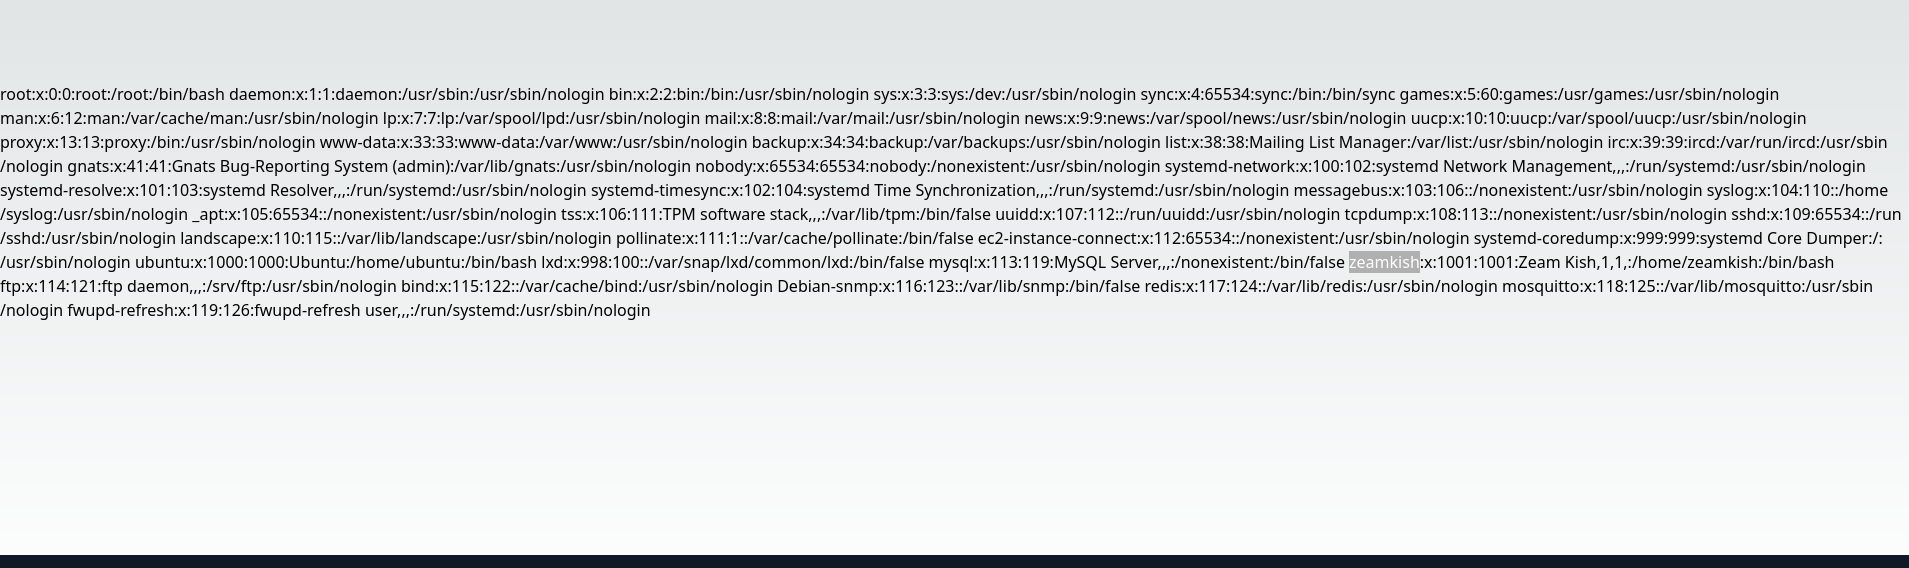 root:x:0:0:root:/root:/bin/bash daemon:x:1:1:daemon:/usr/sbin:/usr/sbin/nologin bin:x:2:2:bin:/bin:/usr/sbin/nologin sys:x:3:3:sys:/dev:/usr/sbin/nologin sync:x:4:65534:sync:/bin:/bin/sync games:x:5:60:games:/usr/games:/usr/sbin/nologin
man:x:6:12:man:/var/cache/man:/usr/sbin/nologin lp:x:7:7:lp:/var/spool/lpd:/usr/sbin/nologin mail:x:8:8:mail:/var/mail:/usr/sbin/nologin news:x:9:9:news:/var/spool/news:/usr/sbin/nologin uucp:x:10:10:uucp:/var/spool/uucp:/usr/sbin/nologin
proxy:x:13:13:proxy:/bin:/usr/sbin/nologin www-data:x:33:33:www-data:/var/www:/usr/sbin/nologin backup:x:34:34:backup:/var/backups:/usr/sbin/nologin list:x:38:38:Mailing List Manager:/var/list:/usr/sbin/nologin irc:x:39:39:ircd:/var/run/ircd:/usr/sbin
/nologin gnats:x:41:41:Gnats Bug-Reporting System (admin):/var/lib/gnats:/usr/sbin/nologin nobody:x:65534:65534:nobody:/nonexistent:/usr/sbin/nologin systemd-network:x:100:102:systemd Network Management,,,:/run/systemd:/usr/sbin/nologin
systemd-resolve:x:101:103:systemd Resolver,,,:/run/systemd:/usr/sbin/nologin systemd-timesync:x:102:104:systemd Time Synchronization,,,:/run/systemd:/usr/sbin/nologin messagebus:x:103:106::/nonexistent:/usr/sbin/nologin syslog:x:104:110::/home
/syslog:/usr/sbin/nologin _apt:x:105:65534::/nonexistent:/usr/sbin/nologin tss:x:106:111:TPM software stack,,,:/var/lib/tpm:/bin/false uuidd:x:107:112::/run/uuidd:/usr/sbin/nologin tcpdump:x:108:113::/nonexistent:/usr/sbin/nologin sshd:x:109:65534::/run
/sshd:/usr/sbin/nologin landscape:x:110:115::/var/lib/landscape:/usr/sbin/nologin pollinate:x:111:1::/var/cache/pollinate:/bin/false ec2-instance-connect:x:112:65534::/nonexistent:/usr/sbin/nologin systemd-coredump:x:999:999:systemd Core Dumper:/:
/usr/sbin/nologin ubuntu:x:1000:1000:Ubuntu:/home/ubuntu:/bin/bash lxd:x:998:100::/var/snap/lxd/common/lxd:/bin/false mysql:x:113:119:MySQL Server,,,:/nonexistent:/bin/false zeamkish:x:1001:1001:Zeam Kish,1,1,:/home/zeamkish:/bin/bash
ftp:x:114:121:ftp daemon,,,:/srv/ftp:/usr/sbin/nologin bind:x:115:122::/var/cache/bind:/usr/sbin/nologin Debian-snmp:x:116:123::/var/lib/snmp:/bin/false redis:x:117:124::/var/lib/redis:/usr/sbin/nologin mosquitto:x:118:125::/var/lib/mosquitto:/usr/sbin
/nologin fwupd-refresh:x:119:126:fwupd-refresh user,,,:/run/systemd:/usr/sbin/nologin